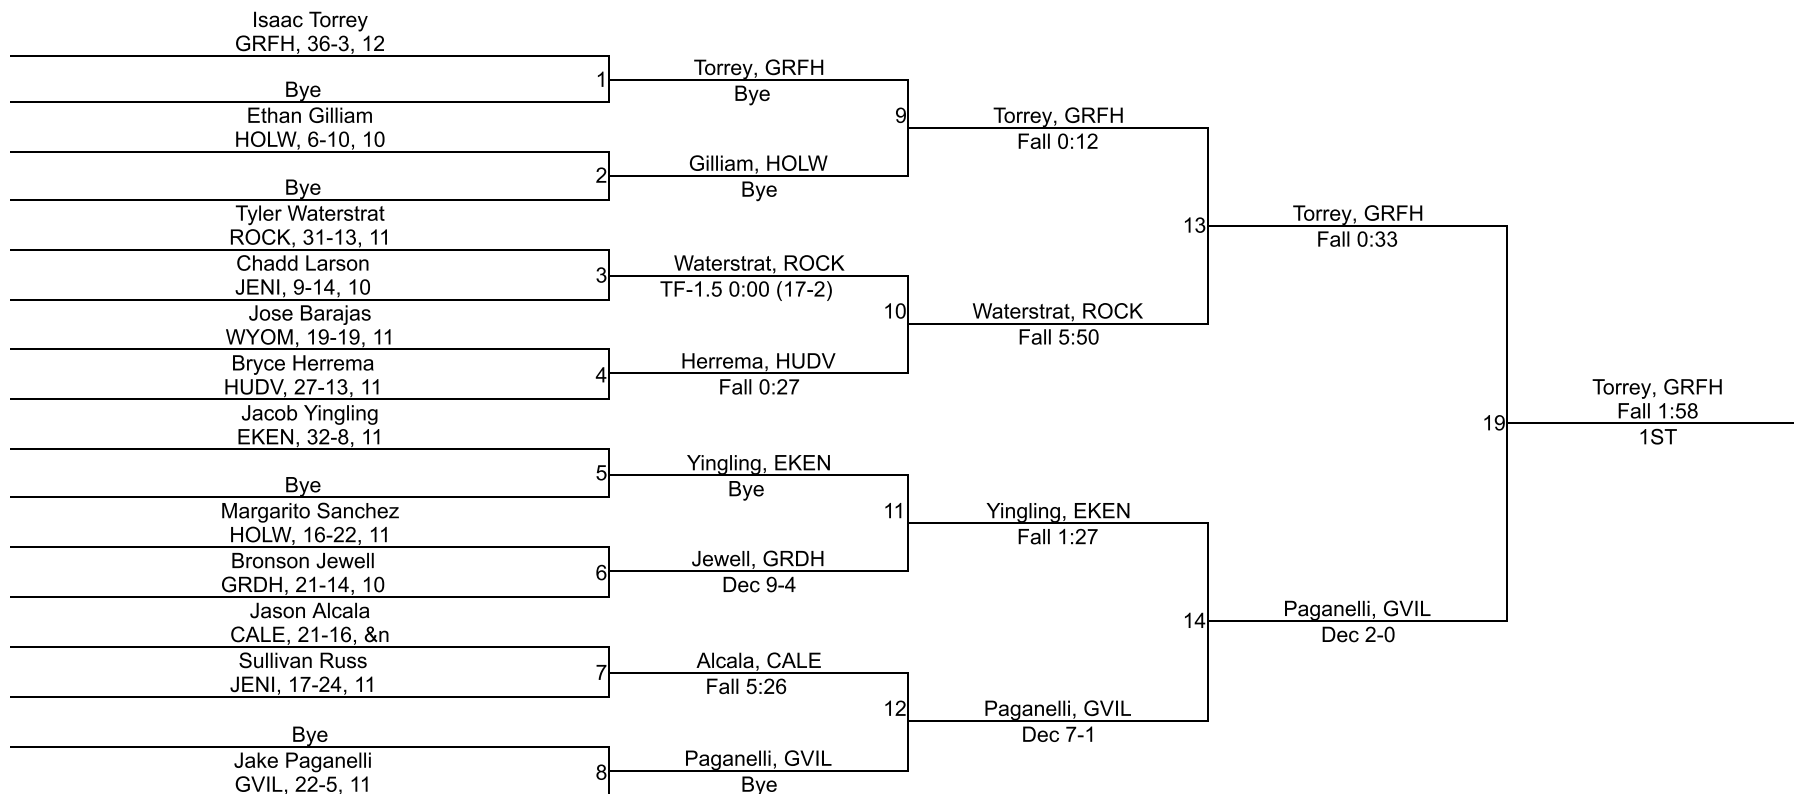 Isaac Torrey
GRFH, 36-3, 12
Bye
Ethan Gilliam
HOLW, 6-10, 10
Bye
Tyler Waterstrat
ROCK, 31-13, 11
Chadd Larson
JENI, 9-14, 10
Jose Barajas
WYOM, 19-19, 11
Bryce Herrema
HUDV, 27-13, 11
Jacob Yingling
EKEN, 32-8, 11
Bye
Margarito Sanchez
HOLW, 16-22, 11
Bronson Jewell
GRDH, 21-14, 10
Jason Alcala
CALE, 21-16, &n
Sullivan Russ
JENI, 17-24, 11
Bye
Jake Paganelli
GVIL, 22-5, 11
1
2
3
4
5
6
7
8
Torrey, GRFH
Bye
Gilliam, HOLW
Bye
Waterstrat, ROCK
TF-1.5 0:00 (17-2)
Herrema, HUDV
Fall 0:27
Yingling, EKEN
Bye
Jewell, GRDH
Dec 9-4
Alcala, CALE
Fall 5:26
Paganelli, GVIL
Bye
9
10
11
12
Torrey, GRFH
Fall 0:12
Waterstrat, ROCK
Fall 5:50
Yingling, EKEN
Fall 1:27
Paganelli, GVIL
Dec 7-1
13
14
Torrey, GRFH
Fall 0:33
Paganelli, GVIL
Dec 2-0
19
Torrey, GRFH
Fall 1:58
1ST